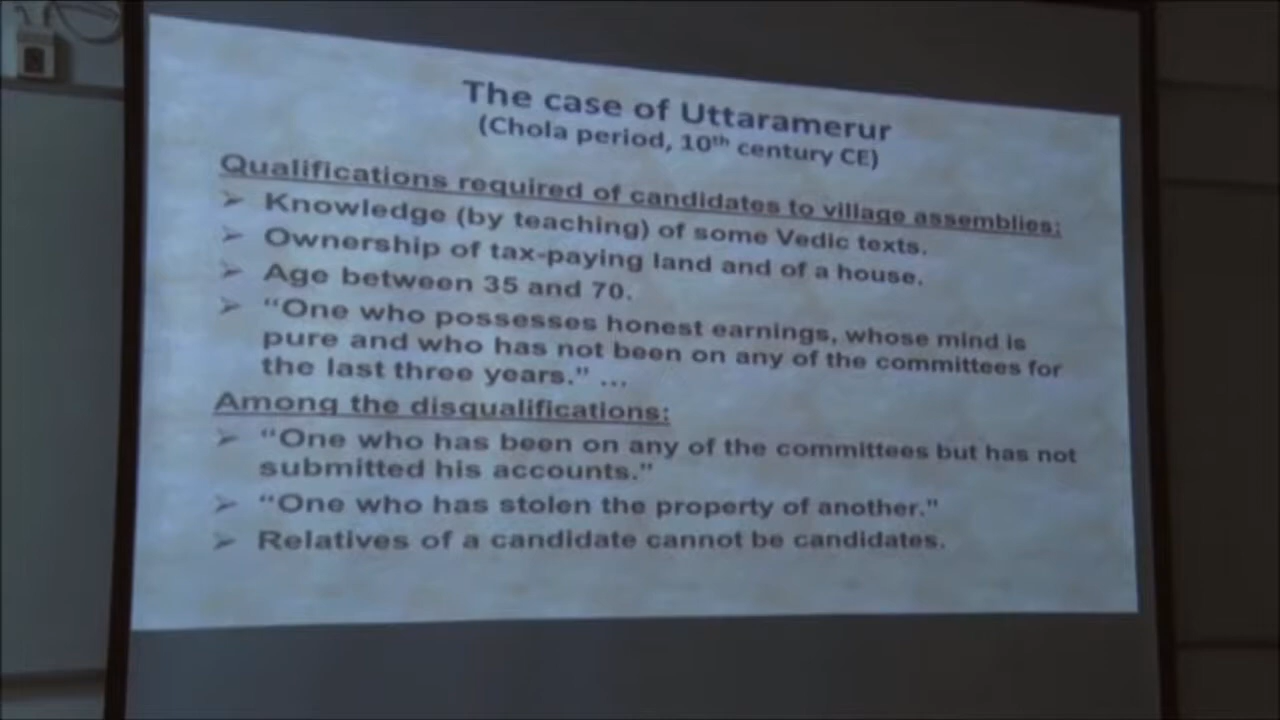 The case of Uttaramerur
(Chola period, 10th century CE)
Qualifications required of candidates to village assemblies:
➢ Knowledge (by teaching) of some Vedic texts.
➢ Ownership of tax-paying land and of a house.
➢ Age between 35 and 70.
➢ “One who possesses honest earnings, whose mind is
pure and who has not been on any of the committees for
the last three years.” ...
Among the disqualifications:
➢ “One who has been on any of the committees but has not
submitted his accounts.”
➢ “One who has stolen the property of another.”
➢ Relatives of a candidate cannot be candidates.